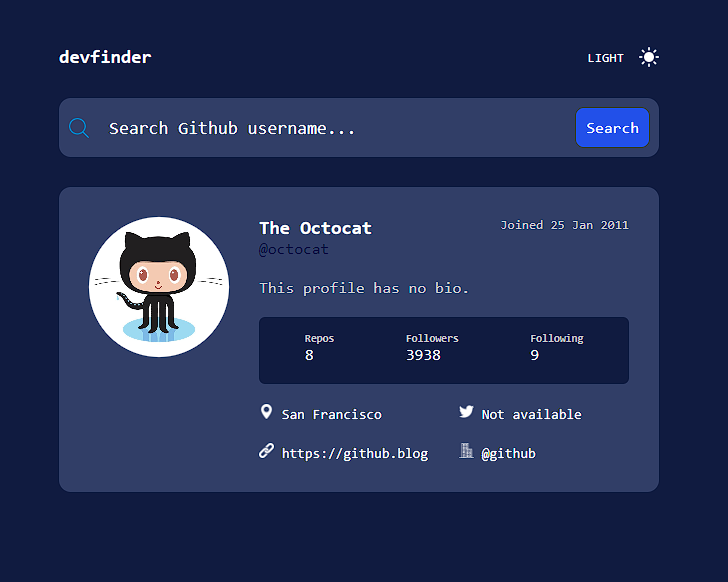 devfinder
LIGHT
Search Github username...
Search
The Octocat
Joined 25 Jan 2011
@octocat
This profile has no bio.
Repos
Followers
Following
8
3938
9
San Francisco
Not available
https://github.blog
@github